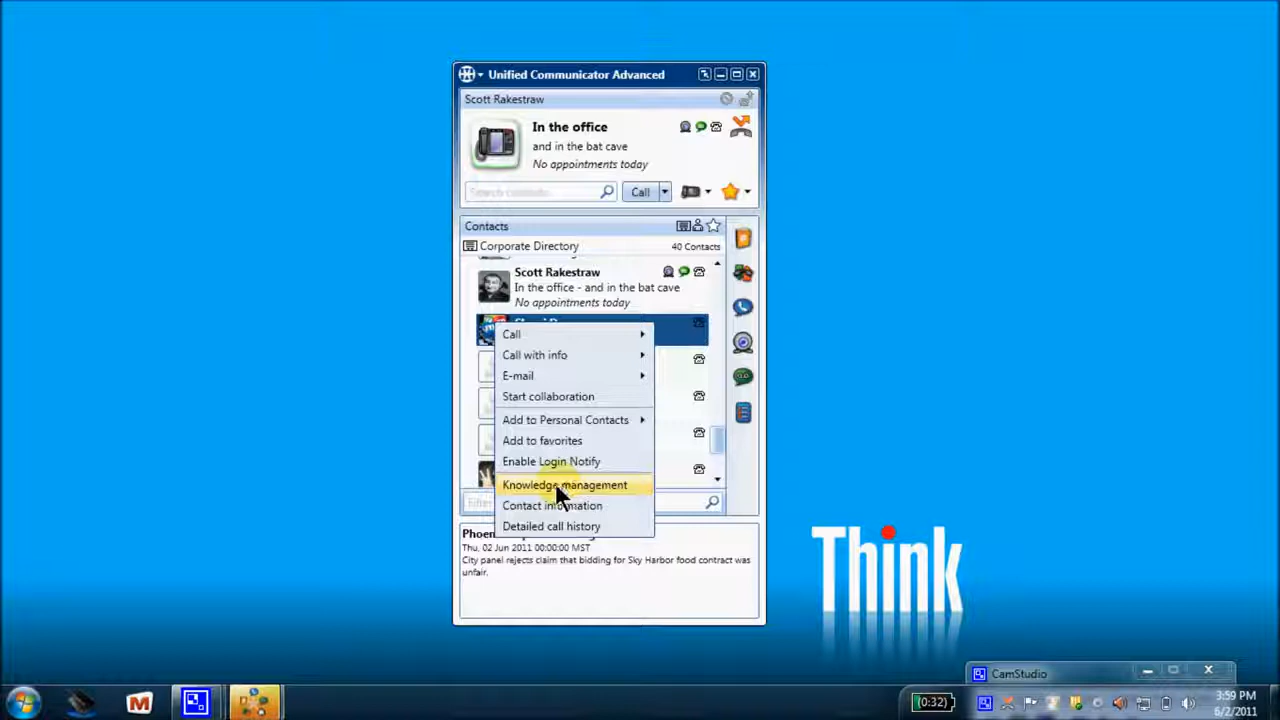 Unified Communicator Advanced
Scott Rakestraw
In the office
and in the bat cave
No appointments today
Search contacts
Call
Contacts
Corporate Directory 40 Contacts
Scott Rakestraw
In the office - and in the bat cave
No appointments today
Call
Call with info
E-mail
Start collaboration
Add to Personal Contacts
Add to favorites
Enable Login Notify
Knowledge management
Contact information
Detailed call history
Thu, 02 Jun 2011 00:00:00 MST
City panel rejects claim that bidding for Sky Harbor food contract was
unfair.
Think
CamStudio
(0:32)
3:59 PM
6/2/2011